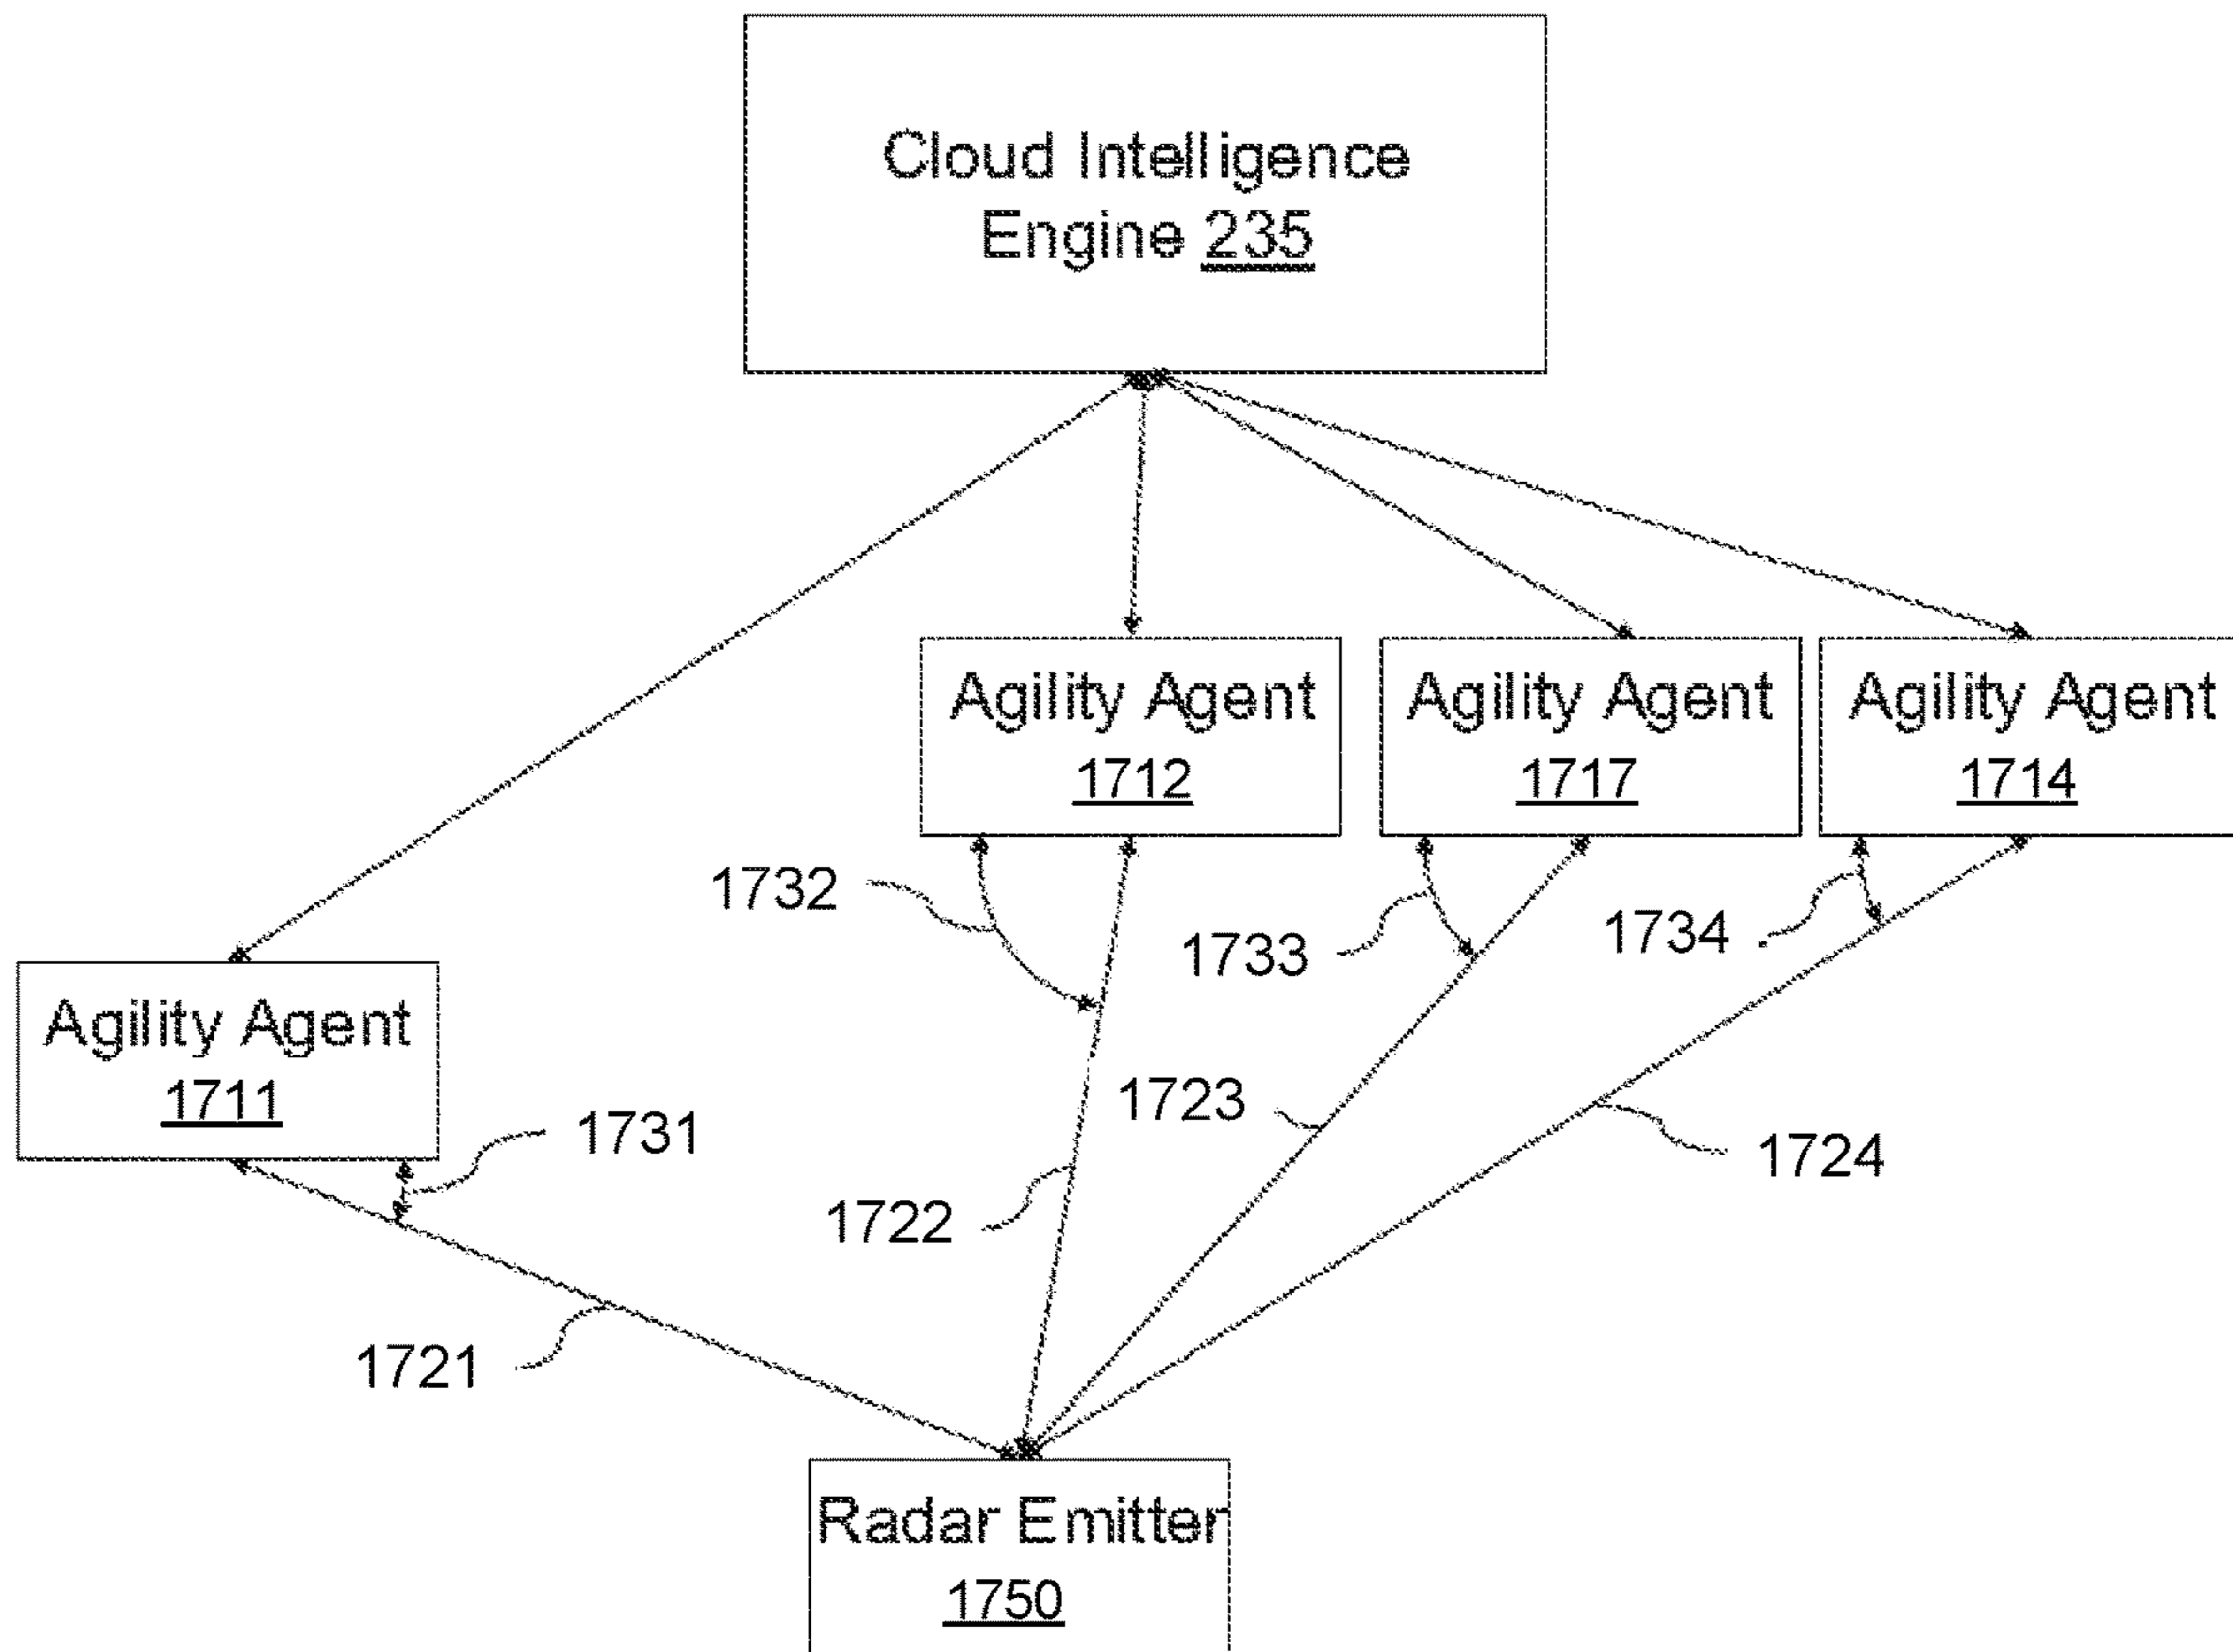 Cloud Intelligence
Engine 235
Agility Agent
1712
Agility Agent
1717
Agility Agent
1714
1732
1733
1734
Agility Agent
1711
1731
1723
1724
1722
1721
Radar Emitter
1750